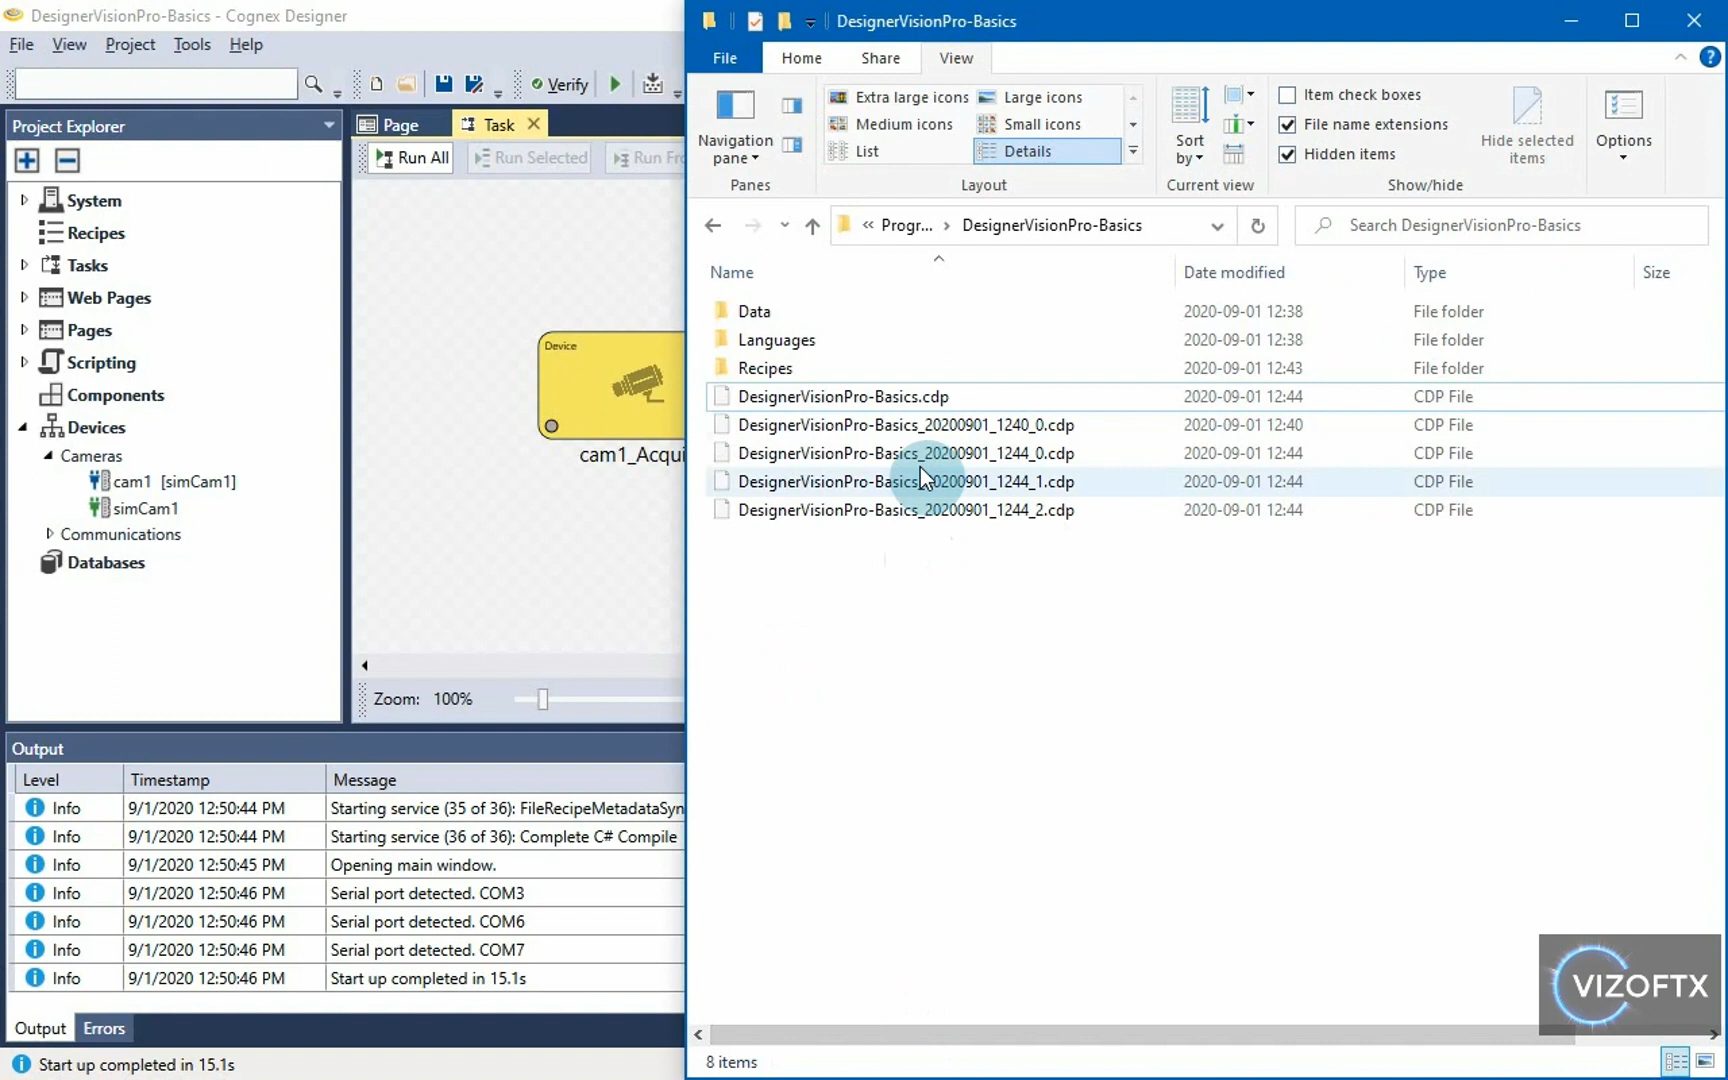 DesignerVisionPro-Basics - Cognex Designer
File View Project Tools Help
Verify
Project Explorer
System
Recipes
Tasks
Web Pages
Pages
Scripting
Components
Devices
Cameras
cam1 [simCam1]
simCam1
Communications
Databases
Page Task
Run All Run Selected Run Fro
Device
cam1_Acqui
Zoom: 100%
Output
Level Timestamp Message
Info 9/1/2020 12:50:44 PM Starting service (35 of 36): FileRecipeMetadataSyn
Info 9/1/2020 12:50:44 PM Starting service (36 of 36): Complete C# Compile
Info 9/1/2020 12:50:45 PM Opening main window.
Info 9/1/2020 12:50:46 PM Serial port detected. COM3
Info 9/1/2020 12:50:46 PM Serial port detected. COM6
Info 9/1/2020 12:50:46 PM Serial port detected. COM7
Info 9/1/2020 12:50:46 PM Start up completed in 15.1s
Output Errors
Start up completed in 15.1s
DesignerVisionPro-Basics
File Home Share View
Navigation pane
Panes
Extra large icons Large icons
Medium icons Small icons
List Details
Layout
Sort by
Current view
Item check boxes
File name extensions
Hidden items
Hide selected items
Show/hide
Options
« Progr... › DesignerVisionPro-Basics
Search DesignerVisionPro-Basics
Name Date modified Type Size
Data 2020-09-01 12:38 File folder
Languages 2020-09-01 12:38 File folder
Recipes 2020-09-01 12:43 File folder
DesignerVisionPro-Basics.cdp 2020-09-01 12:44 CDP File
DesignerVisionPro-Basics_20200901_1240_0.cdp 2020-09-01 12:40 CDP File
DesignerVisionPro-Basics_20200901_1244_0.cdp 2020-09-01 12:44 CDP File
DesignerVisionPro-Basics_20200901_1244_1.cdp 2020-09-01 12:44 CDP File
DesignerVisionPro-Basics_20200901_1244_2.cdp 2020-09-01 12:44 CDP File
8 items
VIZOFTX